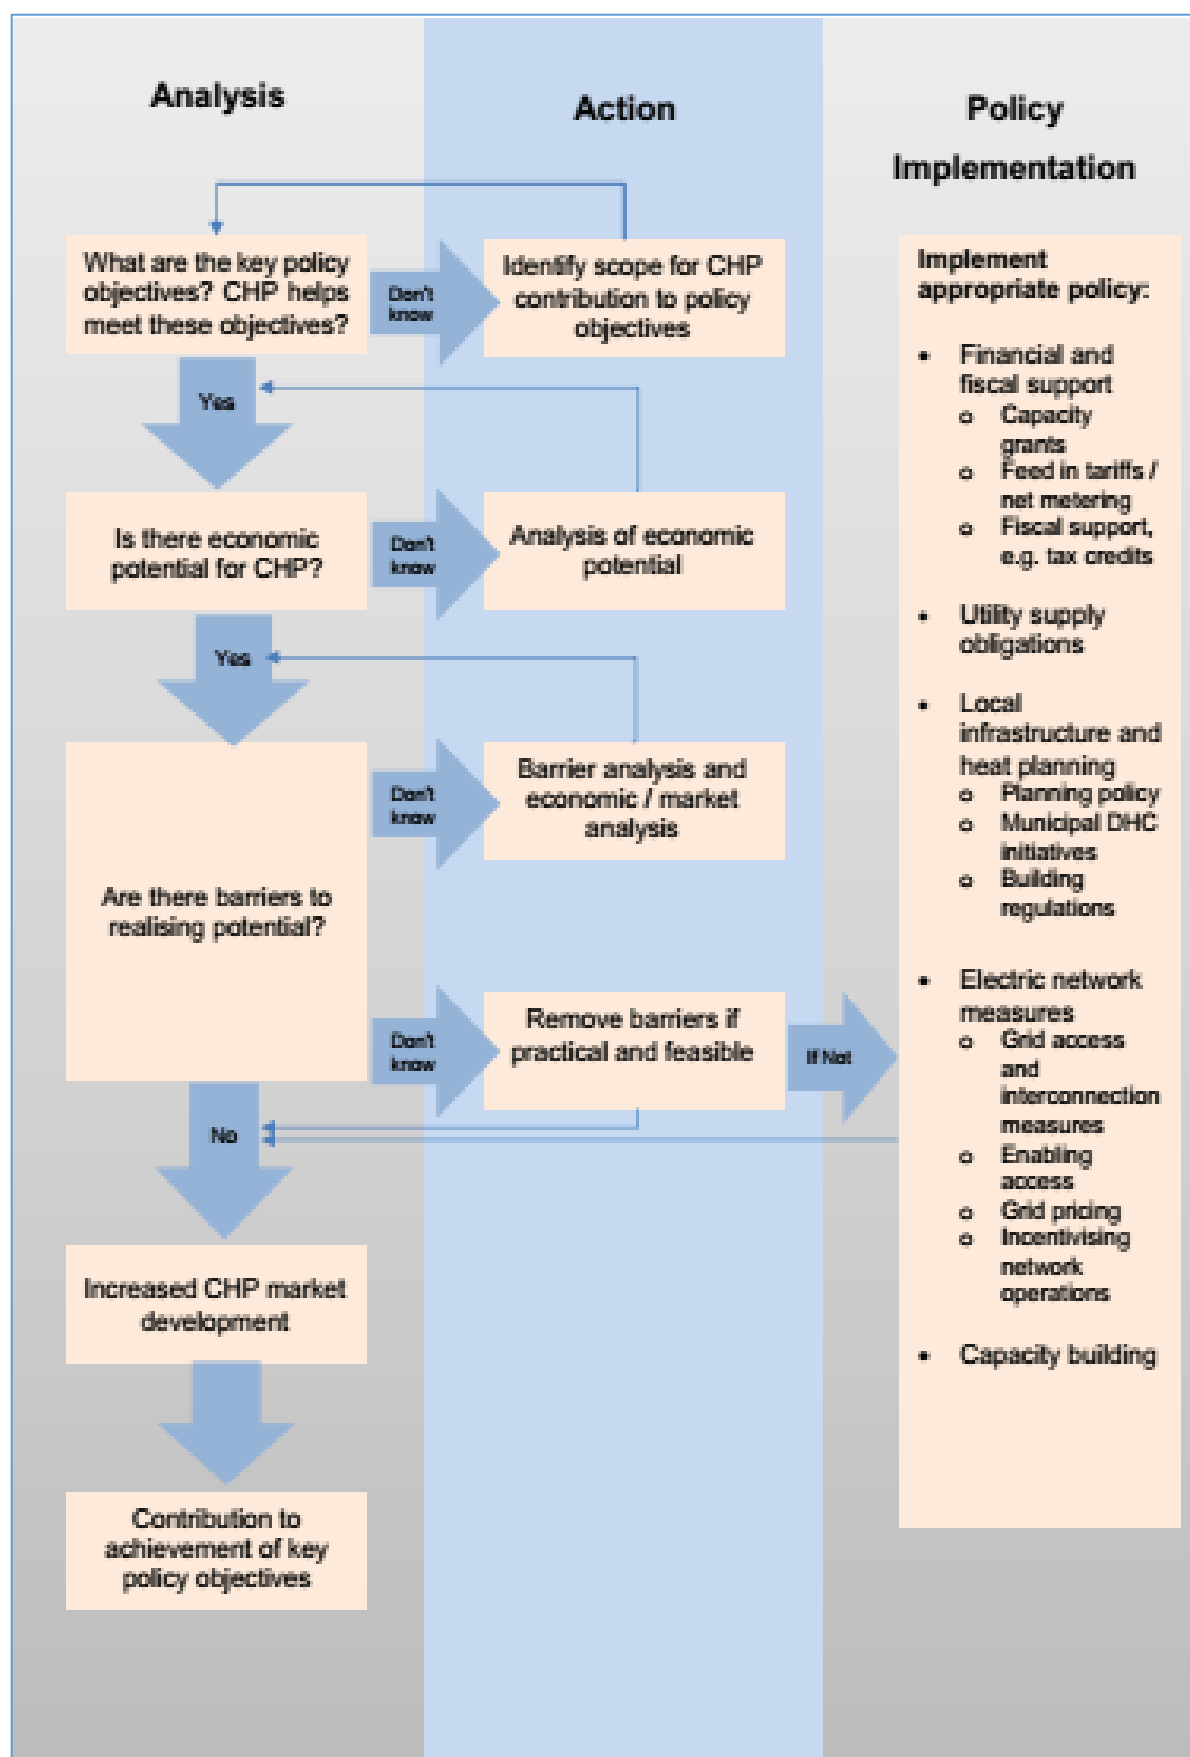 Analysis
Action
Policy
Implementation
What are the key policy
objectives? CHP helps
meet these objectives?
Don't
know
Identify scope for CHP
contribution to policy
objectives
Yes
Is there economic
potential for CHP?
Don't
know
Analysis of economic
potential
Yes
Are there barriers to
realising potential?
Don't
know
Barrier analysis and
economic / market
analysis
Don't
know
Remove barriers if
practical and feasible
If Not
No
Increased CHP market
development
Contribution to
achievement of key
policy objectives
Implement
appropriate policy:
• Financial and
fiscal support
o Capacity
grants
o Feed in tariffs /
net metering
o Fiscal support,
e.g. tax credits
• Utility supply
obligations
• Local
infrastructure and
heat planning
o Planning policy
o Municipal DHC
initiatives
o Building
regulations
• Electric network
measures
o Grid access
and
interconnection
measures
o Enabling
access
o Grid pricing
o Incentivising
network
operations
• Capacity building